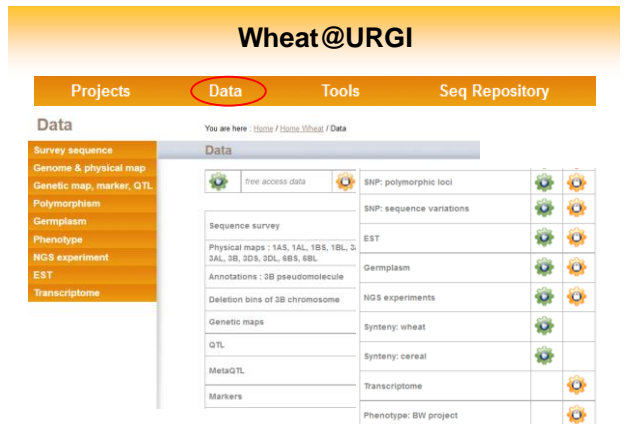 Wheat@URGI
Projects Data Tools Seq Repository
Data
Survey sequence
Genome & physical map
Genetic map, marker, QTL
Polymorphism
Germplasm
Phenotype
NGS experiment
EST
Transcriptome
You are here : Home / Home Wheat / Data
Data
free access data
Sequence survey
Physical maps : 1AS, 1AL, 1BS, 1BL, 3
3AL, 3B, 3DS, 3DL, 6BS, 6BL
Annotations : 3B pseudomolecule
Deletion bins of 3B chromosome
Genetic maps
QTL
MetaQTL
Markers
SNP: polymorphic loci
SNP: sequence variations
EST
Germplasm
NGS experiments
Synteny: wheat
Synteny: cereal
Transcriptome
Phenotype: BW project